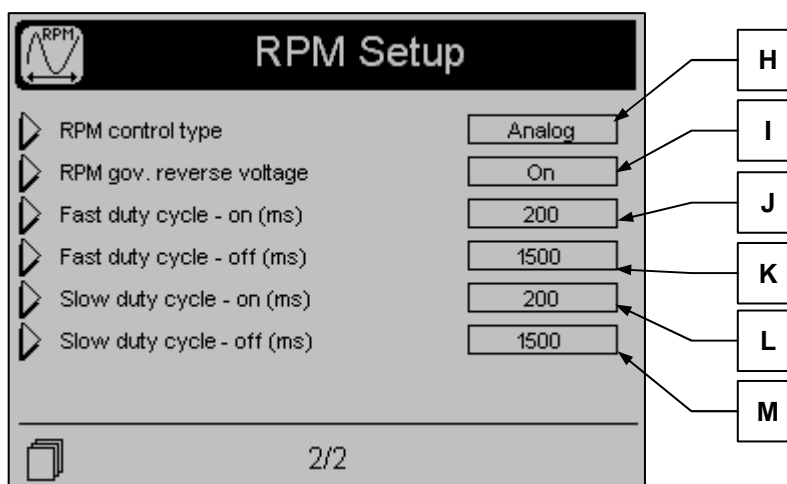 RPM
RPM Setup
RPM control type Analog
RPM gov. reverse voltage On
Fast duty cycle - on (ms) 200
Fast duty cycle - off (ms) 1500
Slow duty cycle - on (ms) 200
Slow duty cycle - off (ms) 1500
2/2
H
I
J
K
L
M